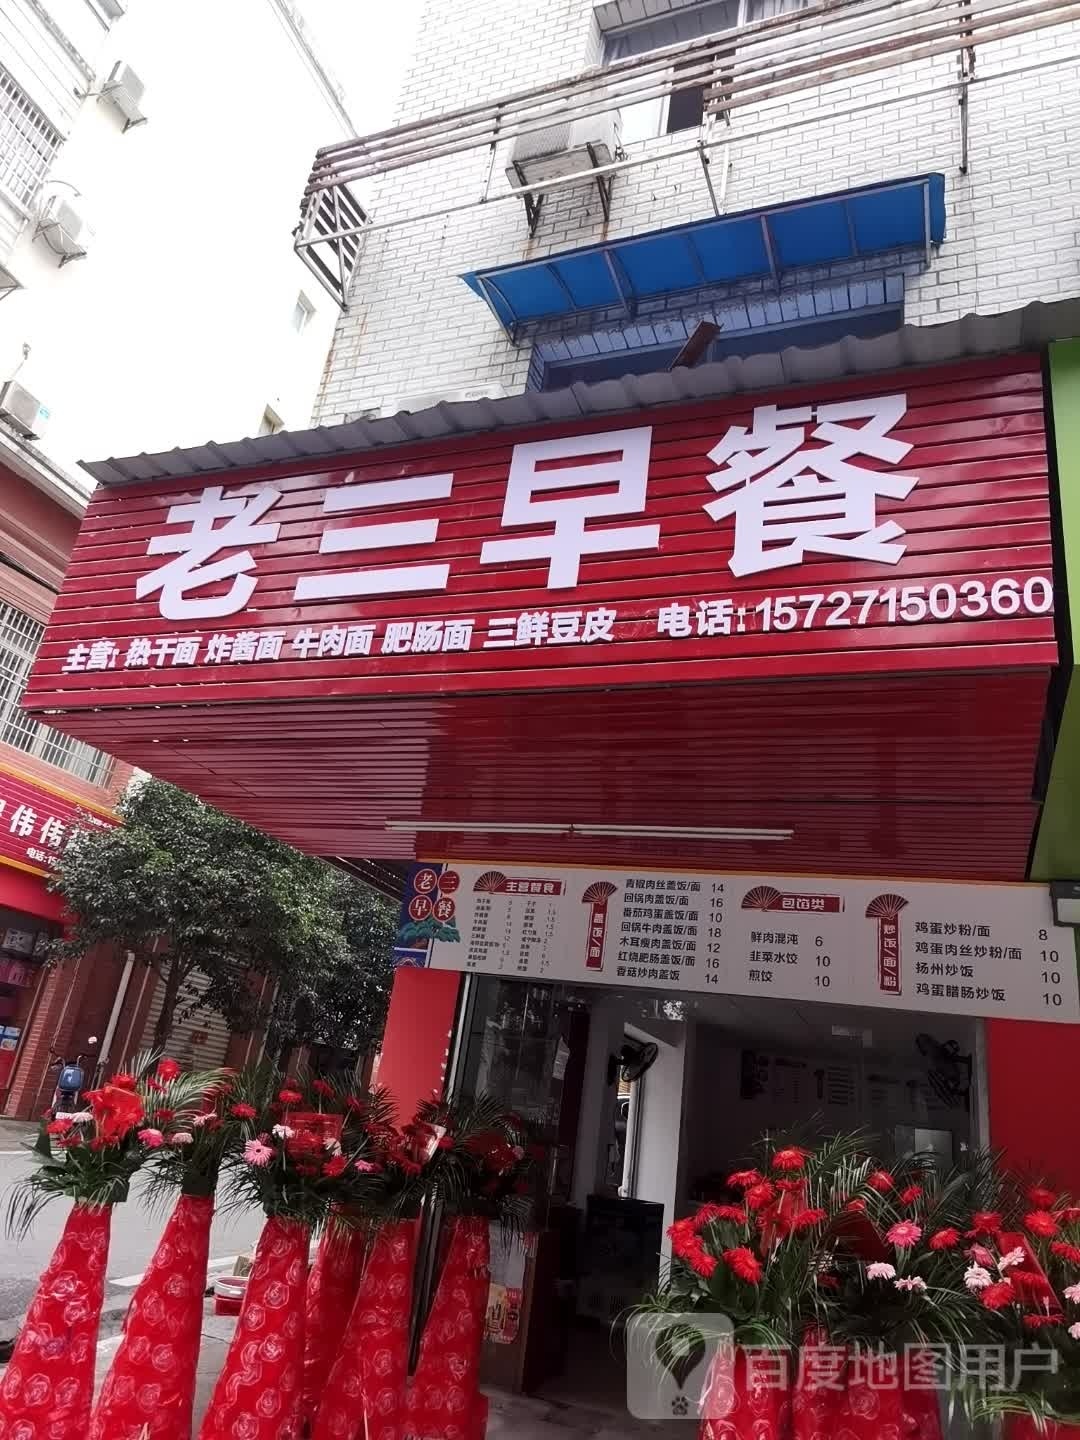 老三早餐
主营: 热干面 炸酱面 牛肉面 肥肠面 三鲜豆皮 电话:15727150360
伟伟
电话:15
老三早餐
主营餐食
盖饭/面
青椒肉丝盖饭/面 14
回锅肉盖饭/面 16
番茄鸡蛋盖饭/面 10
回锅牛肉盖饭/面 18
木耳瘦肉盖饭/面 12
红烧肥肠盖饭/面 16
香菇炒肉盖饭 14
包馅类
鲜肉混沌 6
韭菜水饺 10
煎饺 10
炒饭/面/粉
鸡蛋炒粉/面 8
鸡蛋肉丝炒粉/面 10
扬州炒饭 10
鸡蛋腊肠炒饭 10
百度地图用户